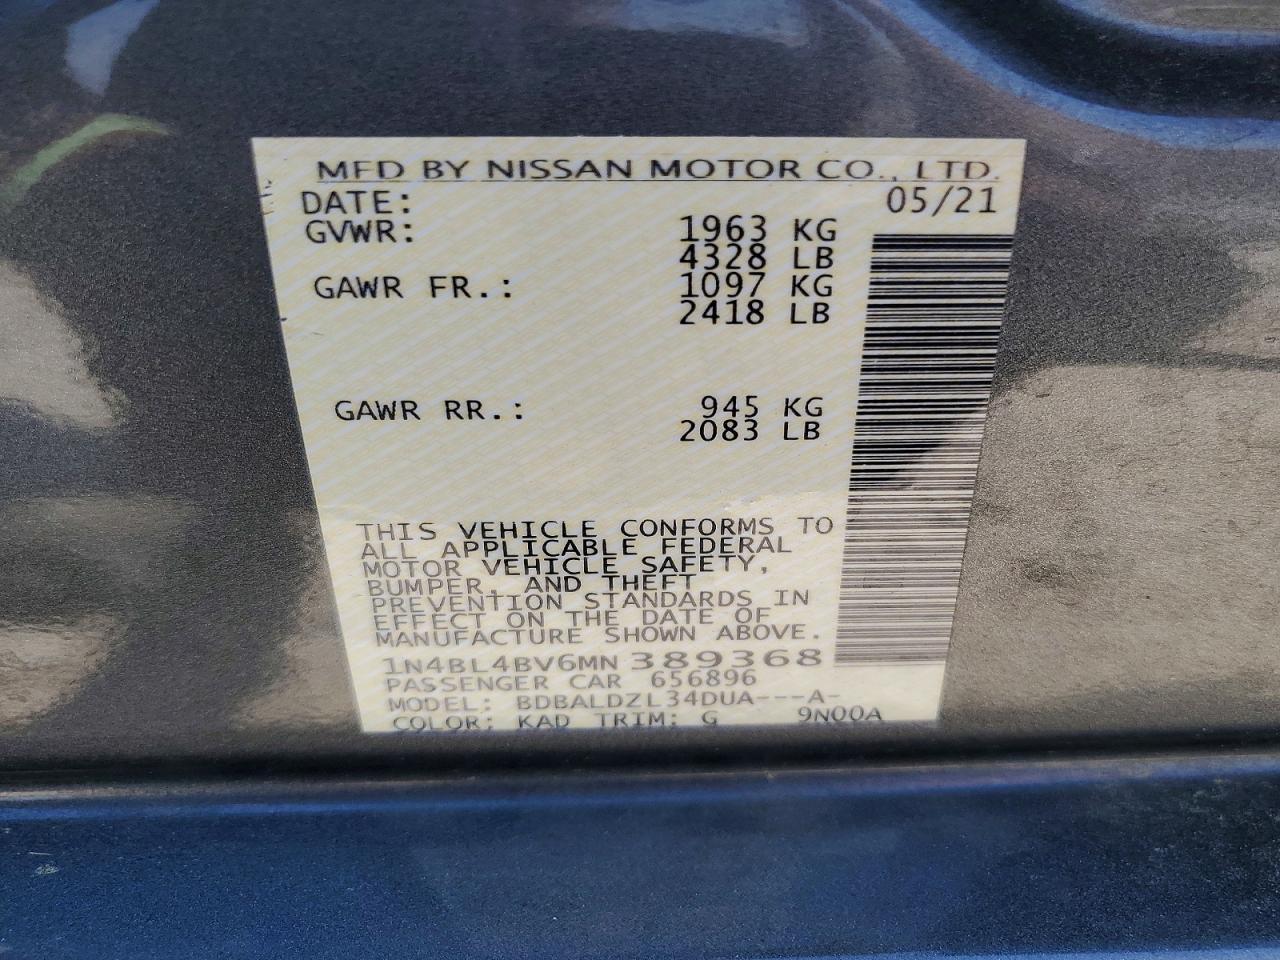 MFD BY NISSAN MOTOR CO., LTD.
DATE: 05/21
GVWR: 1963 KG
4328 LB
GAWR FR.: 1097 KG
2418 LB
GAWR RR.: 945 KG
2083 LB
THIS VEHICLE CONFORMS TO
ALL APPLICABLE FEDERAL
MOTOR VEHICLE SAFETY,
BUMPER, AND THEFT
PREVENTION STANDARDS IN
EFFECT ON THE DATE OF
MANUFACTURE SHOWN ABOVE.
1N4BL4BV6MN389368
PASSENGER CAR 656896
MODEL: BDBALDZL34DUA---A-
COLOR: KAD TRIM: G 9N00A